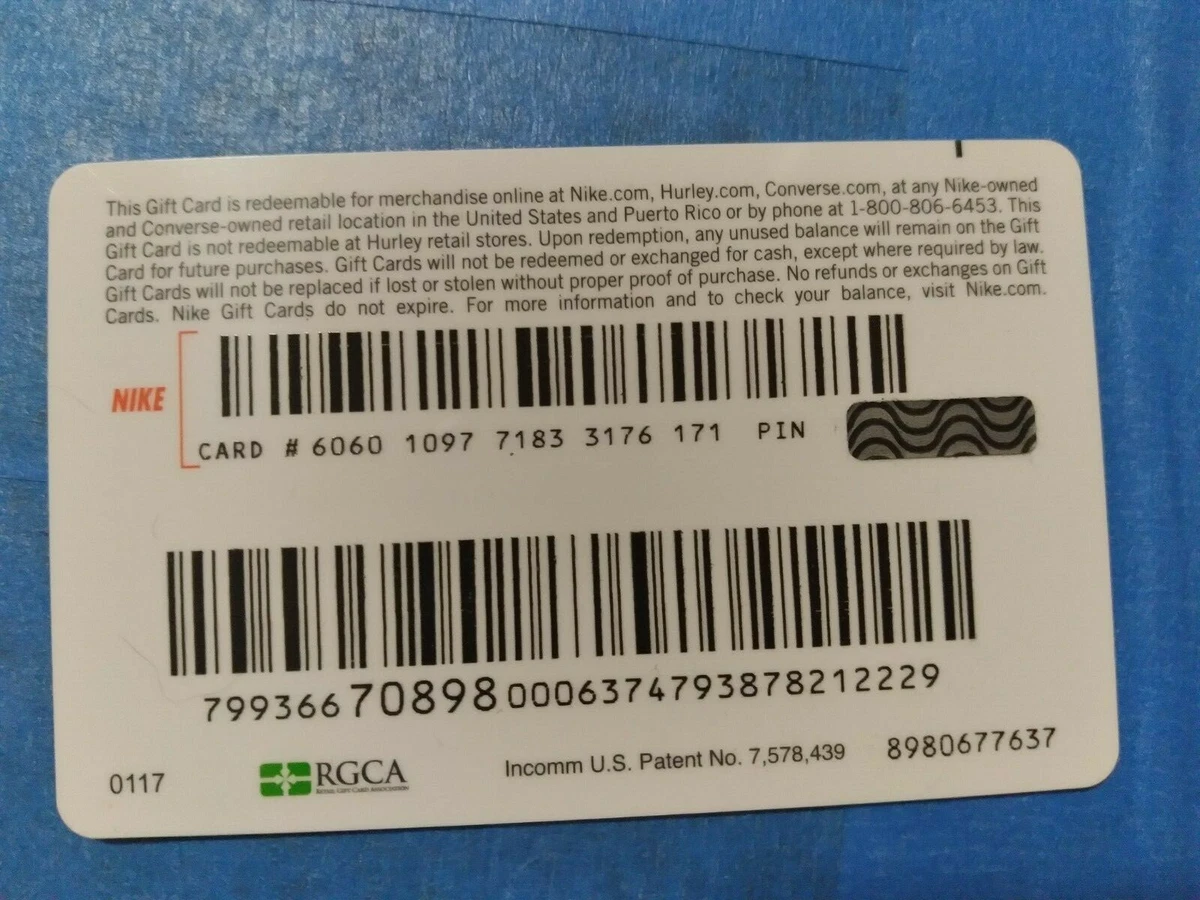 This Gift Card is redeemable for merchandise online at Nike.com, Hurley.com, Converse.com, at any Nike-owned
and Converse-owned retail location in the United States and Puerto Rico or by phone at 1-800-806-6453. This
Gift Card is not redeemable at Hurley retail stores. Upon redemption, any unused balance will remain on the Gift
Card for future purchases. Gift Cards will not be redeemed or exchanged for cash, except where required by law.
Gift Cards will not be replaced if lost or stolen without proper proof of purchase. No refunds or exchanges on Gift
Cards. Nike Gift Cards do not expire. For more information and to check your balance, visit Nike.com.
NIKE
CARD # 6060 1097 7183 3176 171 PIN
799366 70898 0006374793878212229
0117 RGCA Incomm U.S. Patent No. 7,578,439 8980677637
RETAIL GIFT CARD ASSOCIATION